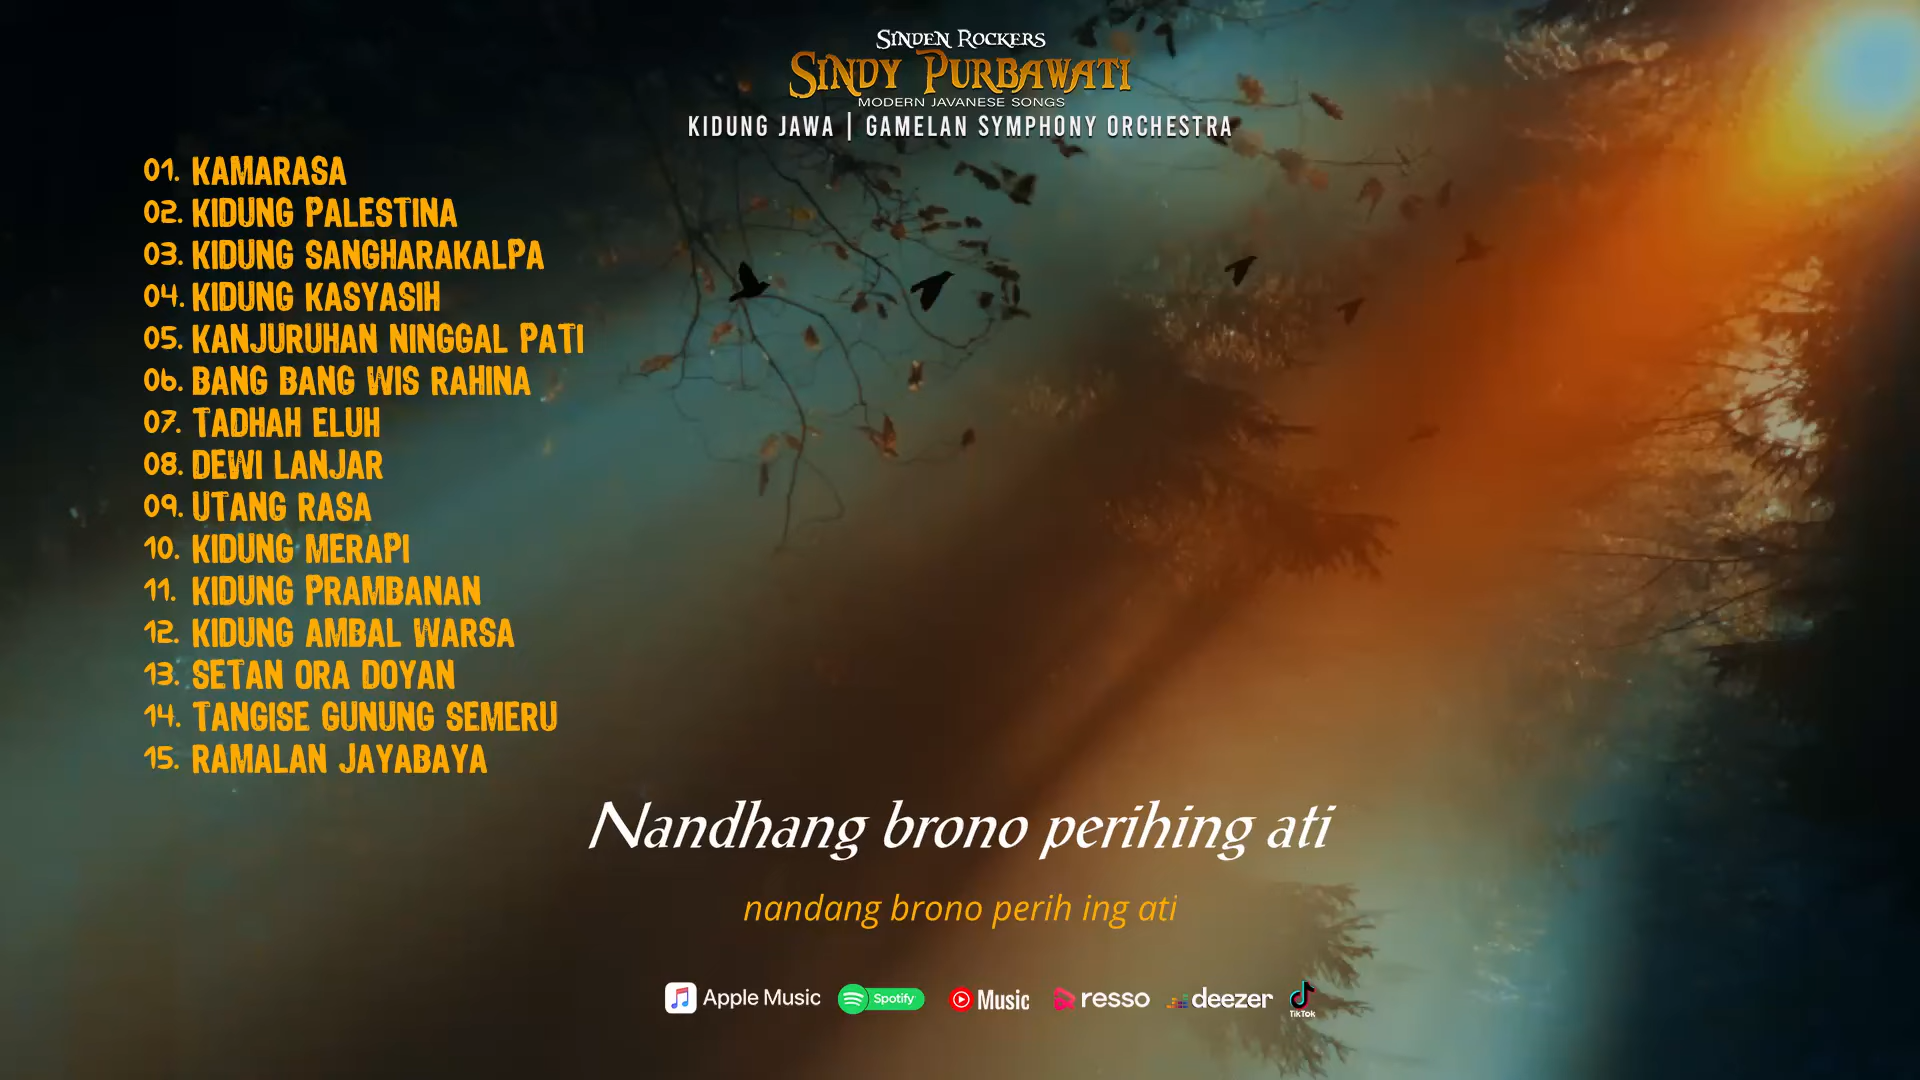 SINDEN ROCKERS
SINDY PURBAWATI
MODERN JAVANESE SONGS
KIDUNG JAWA | GAMELAN SYMPHONY ORCHESTRA
01. KAMARASA
02. KIDUNG PALESTINA
03. KIDUNG SANGHARAKALPA
04. KIDUNG KASYASIH
05. KANJURUHAN NINGGAL PATI
06. BANG BANG WIS RAHINA
07. TADHAH ELUH
08. DEWI LANJAR
09. UTANG RASA
10. KIDUNG MERAPI
11. KIDUNG PRAMBANAN
12. KIDUNG AMBAL WARSA
13. SETAN ORA DOYAN
14. TANGISE GUNUNG SEMERU
15. RAMALAN JAYABAYA
Nandhang brono perihing ati
nandang brono perih ing ati
Apple Music Spotify Music resso deezer TikTok